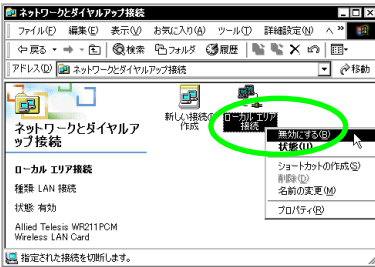 ネットワークとダイヤルアップ接続
ファイル(F) 編集(E) 表示(V) お気に入り(A) ツール(T) 詳細設定(N) ヘ »
戻る 検索 フォルダ 履歴
アドレス(D) ネットワークとダイヤルアップ接続 移動
ネットワークとダイヤルア
ップ接続
新しい接続の
作成
ローカル エリア
接続
無効にする(B)
状態(U)
ショートカットの作成(S)
削除(D)
名前の変更(M)
プロパティ(R)
ローカル エリア接続
種類: LAN 接続
状態: 有効
Allied Telesis WR211PCM
Wireless LAN Card
指定された接続を切断します。